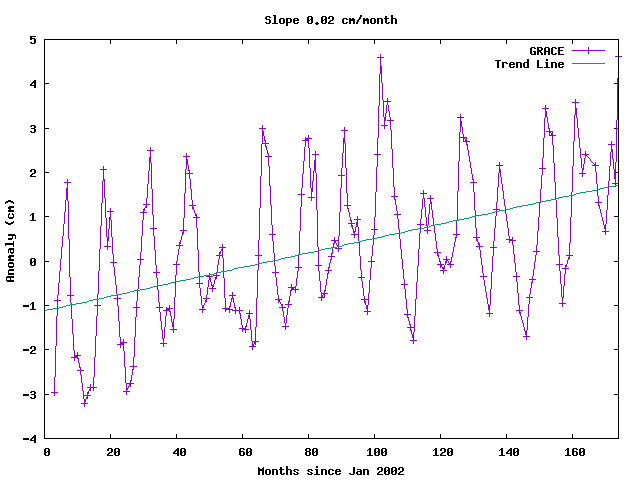 Slope 0.02 cm/month
GRACE
Trend Line
5
4
3
2
1
0
-1
-2
-3
-4
Anomaly (cm)
0 20 40 60 80 100 120 140 160
Months since Jan 2002